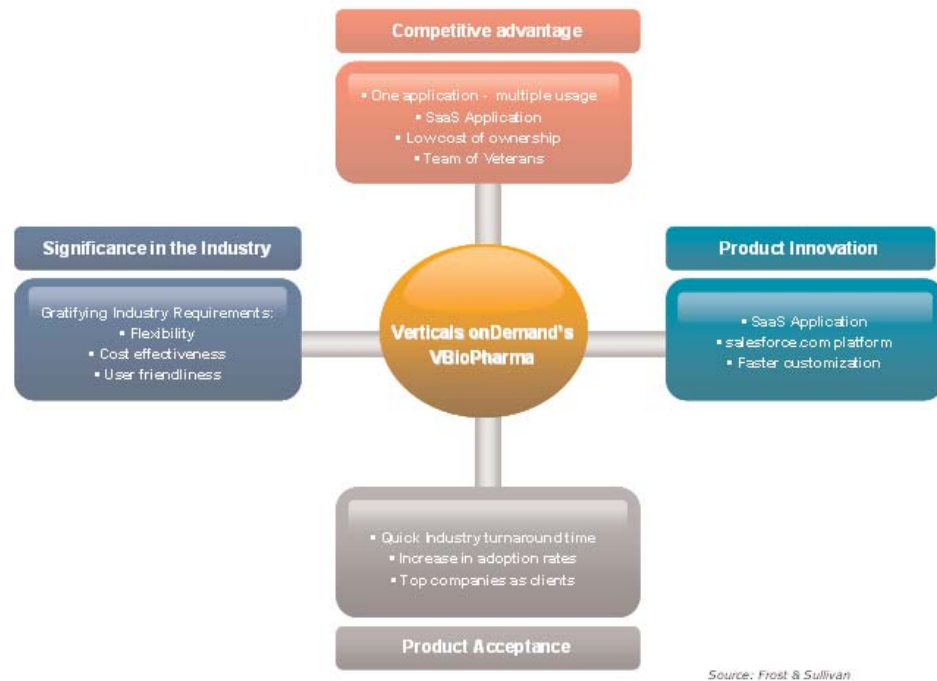 Competitive advantage
▪ One application - multiple usage
▪ SaaS Application
▪ Low cost of ownership
▪ Team of Veterans
Significance in the Industry
Gratifying Industry Requirements:
▪ Flexibility
▪ Cost effectiveness
▪ User friendliness
Verticals onDemand's
VBioPharma
Product Innovation
▪ SaaS Application
▪ salesforce.com platform
▪ Faster customization
▪ Quick Industry turnaround time
▪ Increase in adoption rates
▪ Top companies as clients
Product Acceptance
Source: Frost & Sullivan